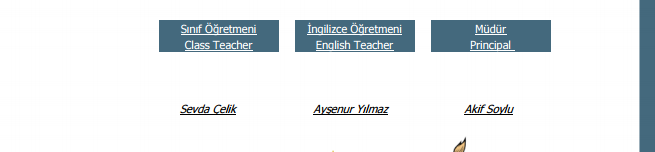 Sınıf Öğretmeni
Class Teacher
İngilizce Öğretmeni
English Teacher
Müdür
Principal
Sevda Çelik
Ayşenur Yılmaz
Akif Soylu